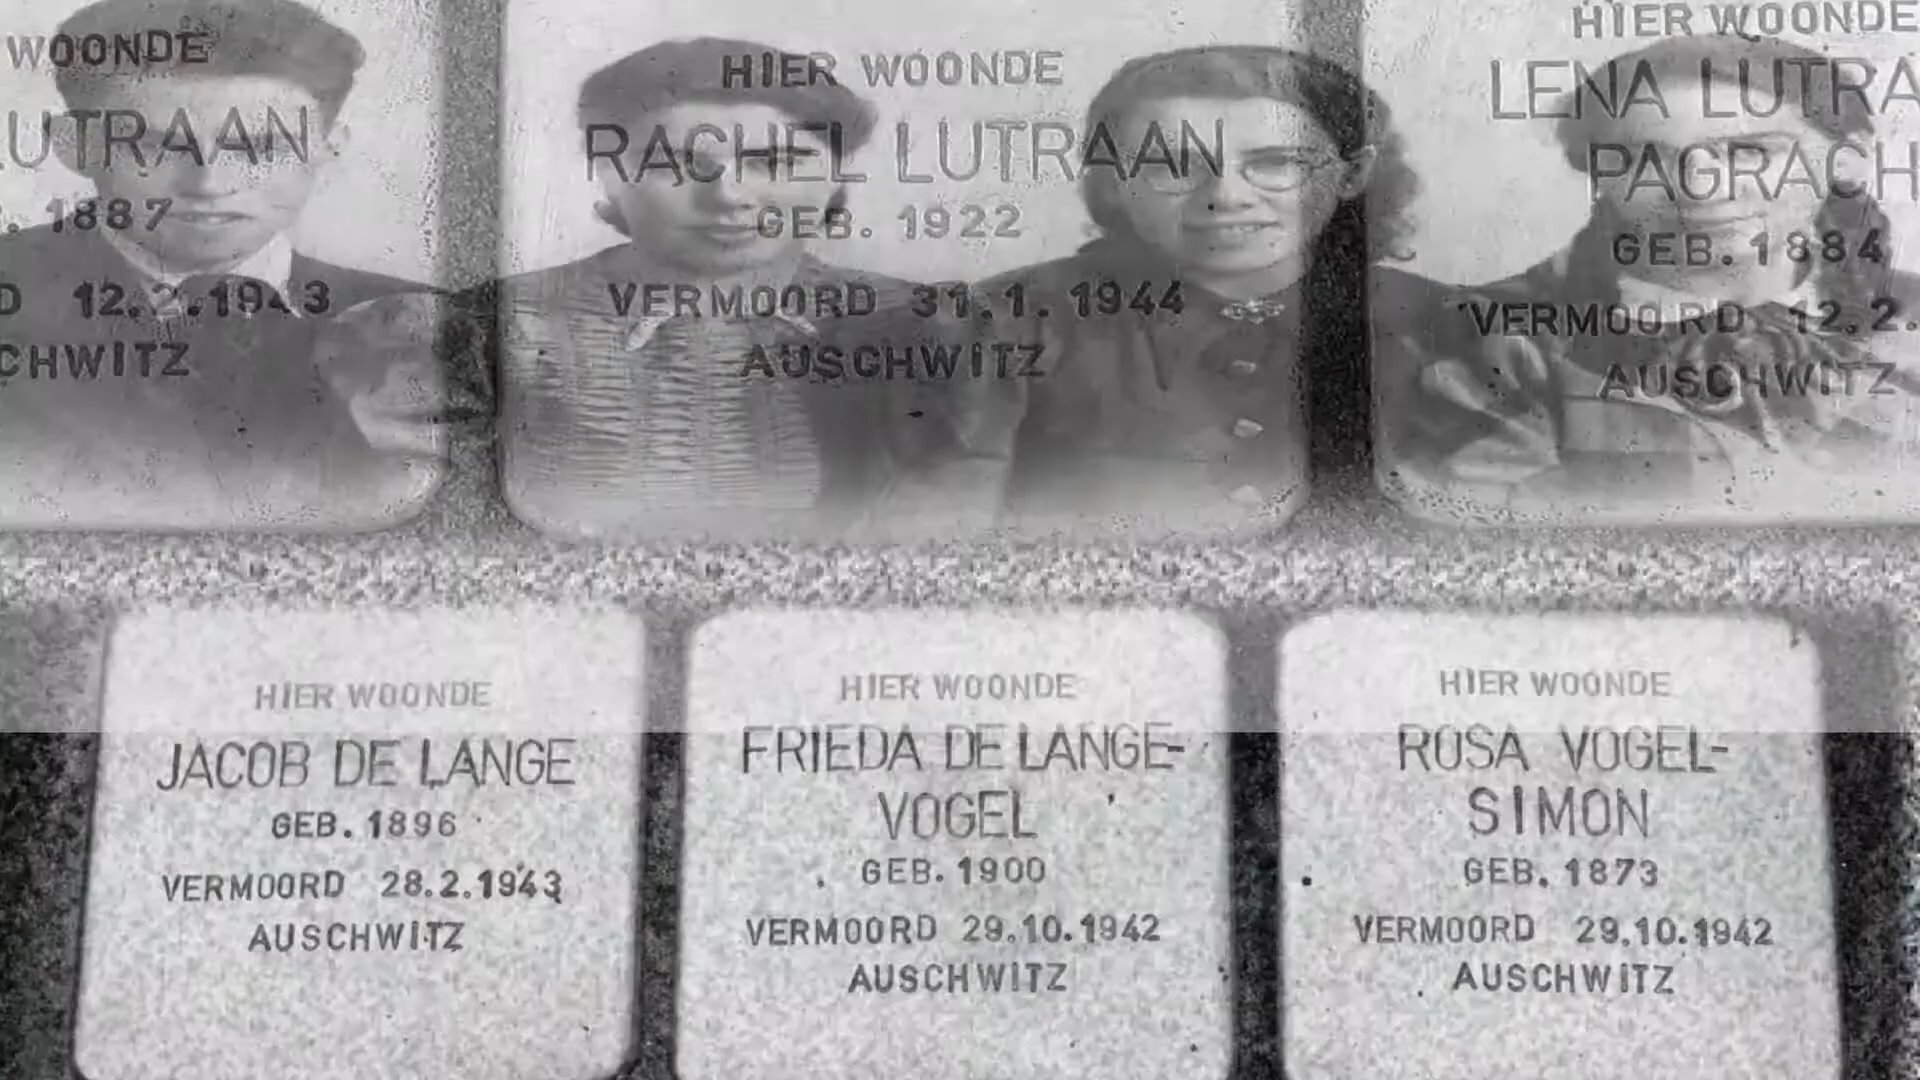 WOONDE
LUTRAAN
. 1887
D 12.2.1943
CHWITZ
HIER WOONDE
RACHEL LUTRAAN
GEB. 1922
VERMOORD 31.1.1944
AUSCHWITZ
HIER WOONDE
LENA LUTRA
PAGRACH
GEB. 1884
VERMOORD 12.2.
AUSCHWITZ
HIER WOONDE
JACOB DE LANGE
GEB. 1896
VERMOORD 28.2.1943
AUSCHWITZ
HIER WOONDE
FRIEDA DE LANGE-
VOGEL
GEB. 1900
VERMOORD 29.10.1942
AUSCHWITZ
HIER WOONDE
ROSA VOGEL-
SIMON
GEB. 1873
VERMOORD 29.10.1942
AUSCHWITZ